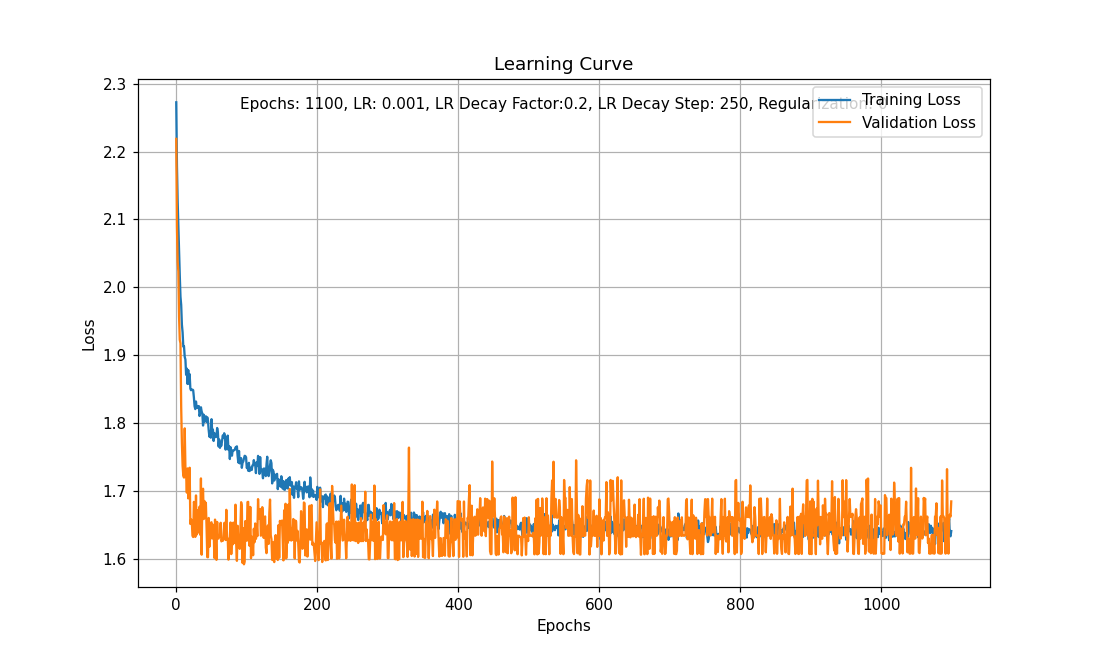 Learning Curve
Epochs: 1100, LR: 0.001, LR Decay Factor:0.2, LR Decay Step: 250, Regularization:
Training Loss
Validation Loss
2.3
2.2
2.1
2.0
1.9
1.8
1.7
1.6
Loss
0 200 400 600 800 1000
Epochs